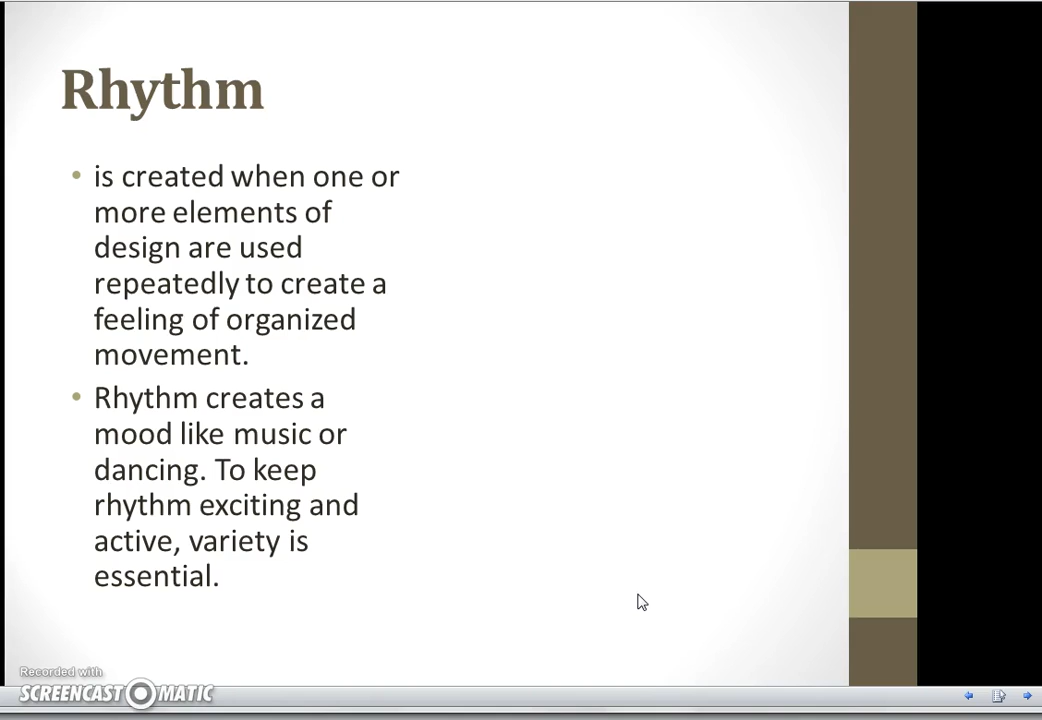 Rhythm
• is created when one or
more elements of
design are used
repeatedly to create a
feeling of organized
movement.
• Rhythm creates a
mood like music or
dancing. To keep
rhythm exciting and
active, variety is
essential.
Recorded with
SCREENCAST MATIC